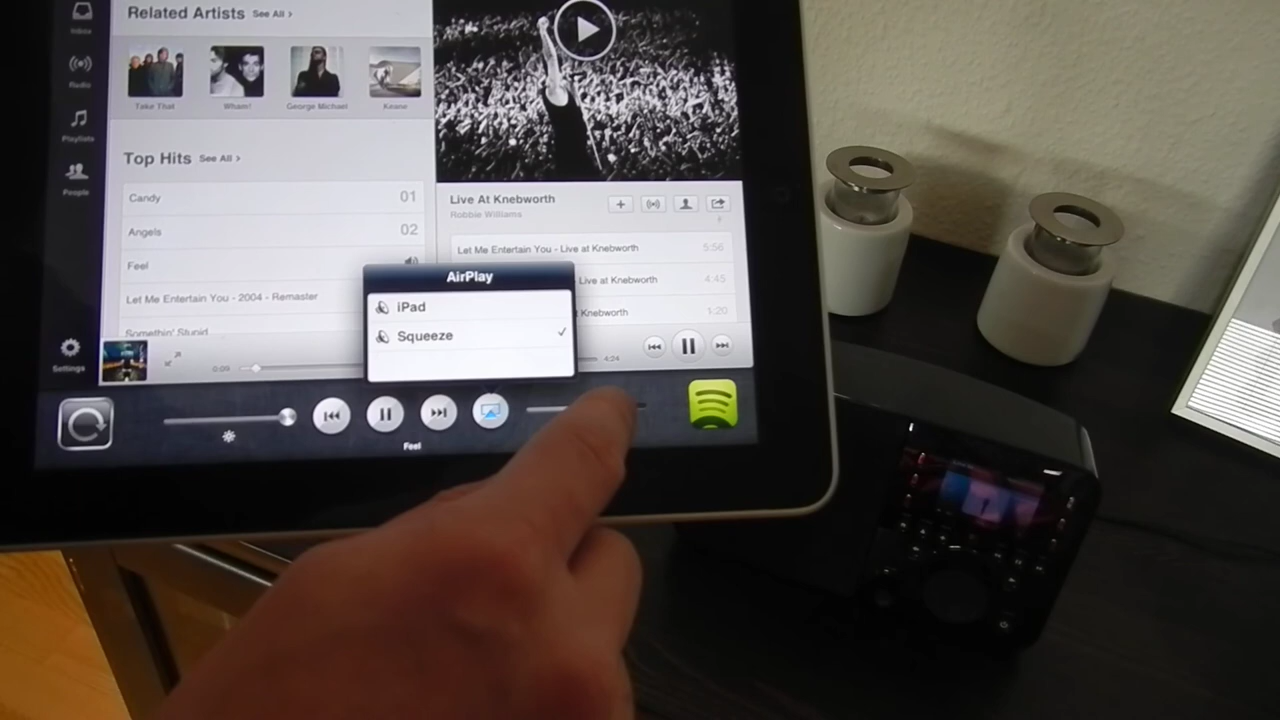 Inbox
Radio
Playlists
People
Settings
Related Artists See All >
Take That
Wham!
George Michael
Keane
Top Hits See All >
Candy 01
Angels 02
Feel
Let Me Entertain You - 2004 - Remaster
Somethin' Stupid
Live At Knebworth
Robbie Williams
Let Me Entertain You - Live at Knebworth 5:56
Live at Knebworth 4:45
Knebworth 1:20
AirPlay
iPad
Squeeze
0:09
4:24
Feel